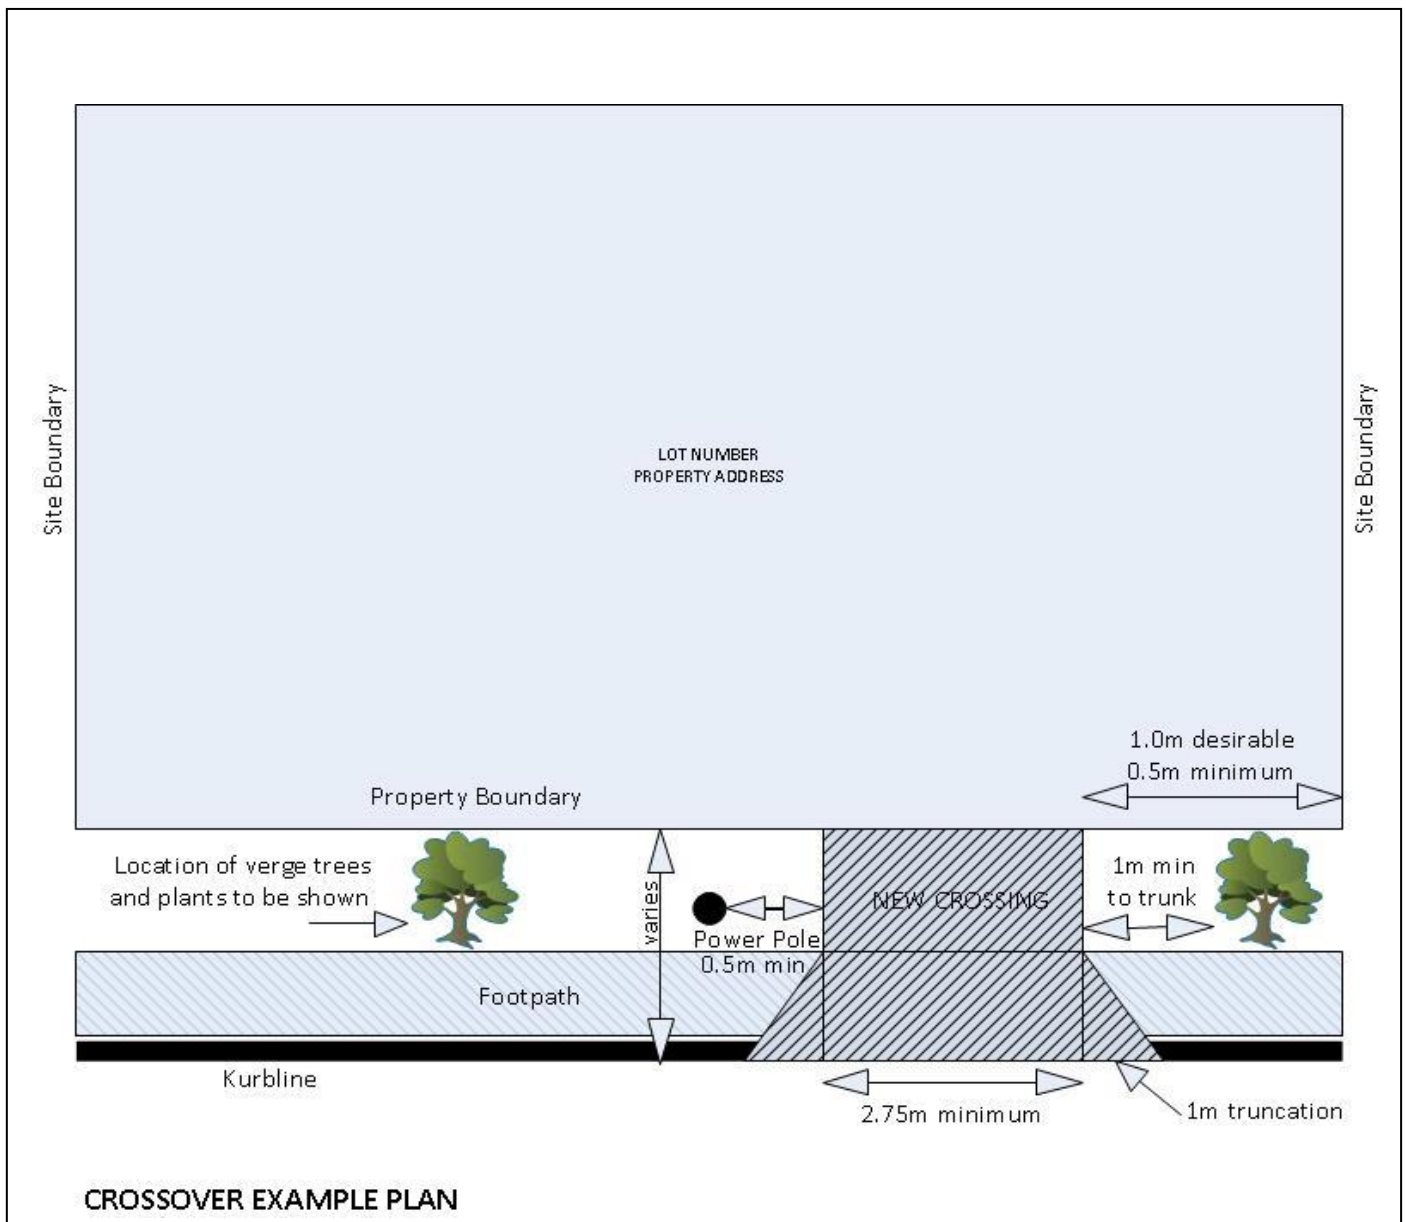 Site Boundary
LOT NUMBER
PROPERTY ADDRESS
Site Boundary
1.0m desirable
0.5m minimum
Property Boundary
Location of verge trees
and plants to be shown
varies
Power Pole
0.5m min
NEW CROSSING
1m min
to trunk
Footpath
Kurbline
2.75m minimum
1m truncation
CROSSOVER EXAMPLE PLAN